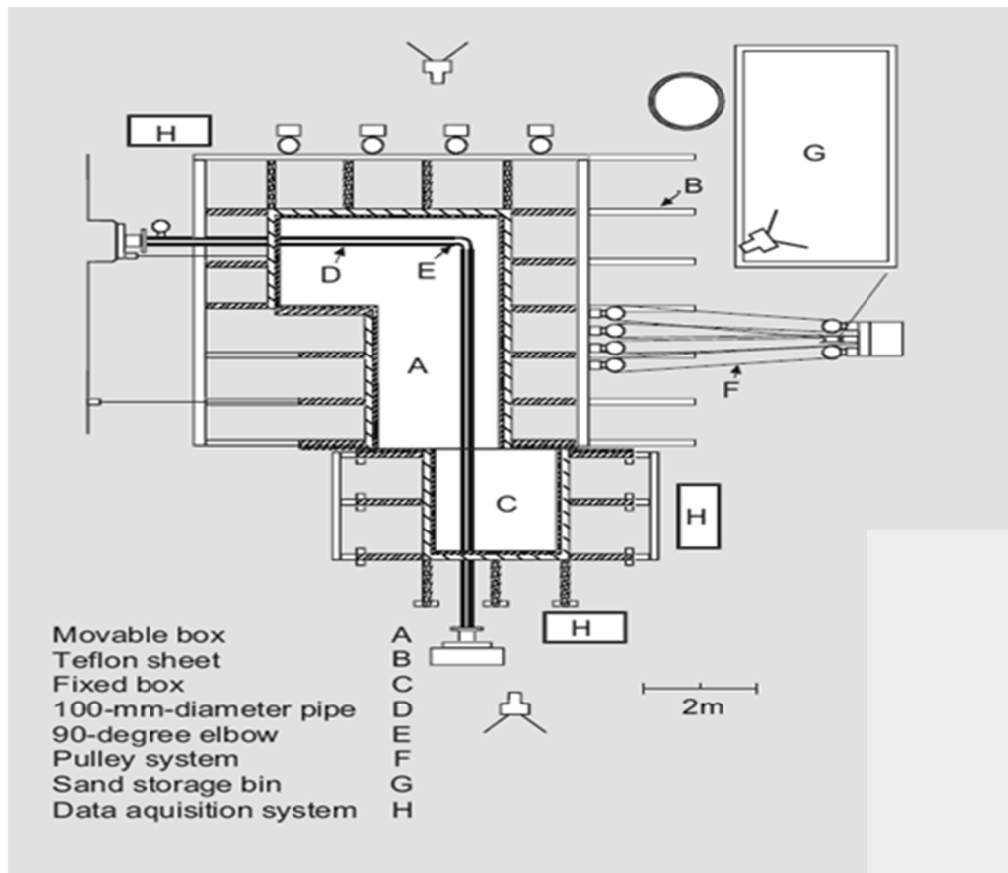 H
G
B
D
E
A
F
C
H
H
2m
Movable box A
Teflon sheet B
Fixed box C
100-mm-diameter pipe D
90-degree elbow E
Pulley system F
Sand storage bin G
Data aquisition system H